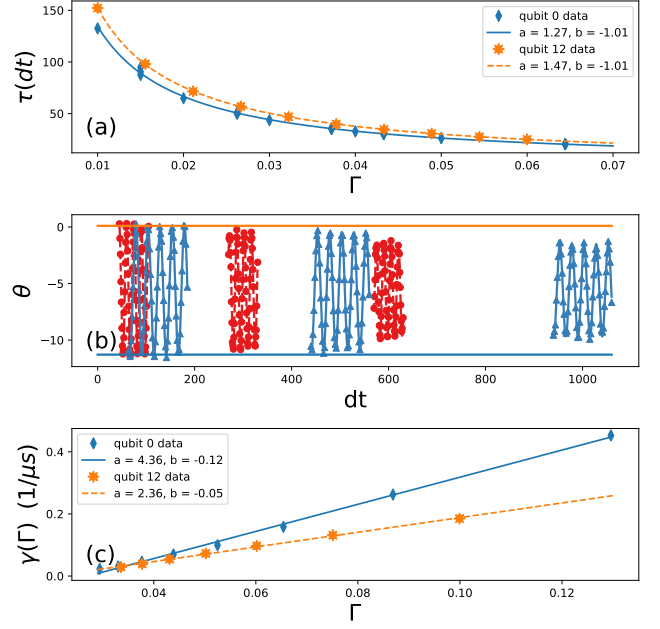 150
100
50
τ(dt)
(a)
qubit 0 data
a = 1.27, b = -1.01
qubit 12 data
a = 1.47, b = -1.01
0.01 0.02 0.03 0.04 0.05 0.06 0.07
Γ
0
−5
−10
θ
(b)
0 200 400 600 800 1000
dt
0.4
0.2
0.0
γ(Γ) (1/μs)
qubit 0 data
a = 4.36, b = -0.12
qubit 12 data
a = 2.36, b = -0.05
(c)
0.04 0.06 0.08 0.10 0.12
Γ